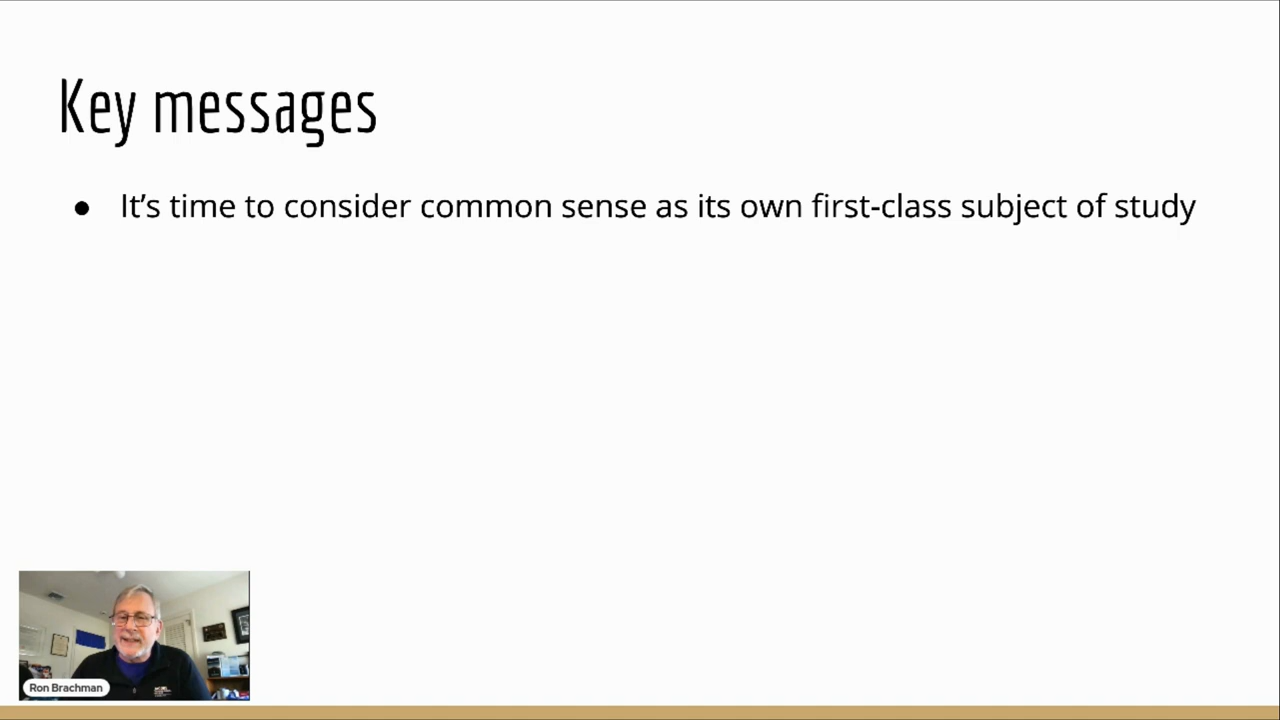 Key messages
● It's time to consider common sense as its own first-class subject of study
Ron Brachman